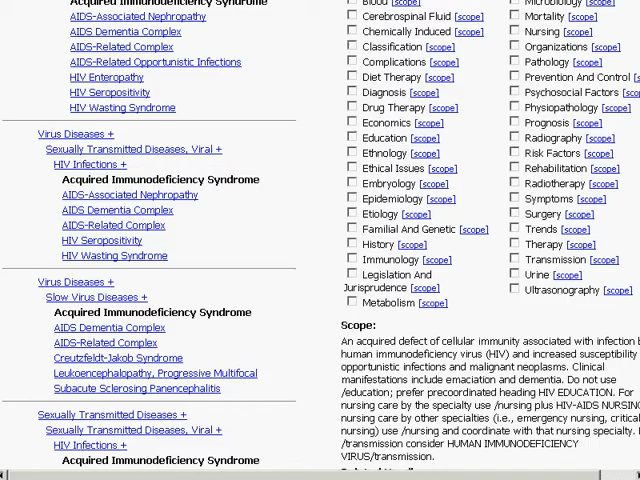 Acquired Immunodeficiency Syndrome
AIDS-Associated Nephropathy
AIDS Dementia Complex
AIDS-Related Complex
AIDS-Related Opportunistic Infections
HIV Enteropathy
HIV Seropositivity
HIV Wasting Syndrome
Virus Diseases +
Sexually Transmitted Diseases, Viral +
HIV Infections +
Acquired Immunodeficiency Syndrome
AIDS-Associated Nephropathy
AIDS Dementia Complex
AIDS-Related Complex
HIV Seropositivity
HIV Wasting Syndrome
Virus Diseases +
Slow Virus Diseases +
Acquired Immunodeficiency Syndrome
AIDS Dementia Complex
AIDS-Related Complex
Creutzfeldt-Jakob Syndrome
Leukoencephalopathy, Progressive Multifocal
Subacute Sclerosing Panencephalitis
Sexually Transmitted Diseases +
Sexually Transmitted Diseases, Viral +
HIV Infections +
Acquired Immunodeficiency Syndrome
Blood [scope]
Cerebrospinal Fluid [scope]
Chemically Induced [scope]
Classification [scope]
Complications [scope]
Diet Therapy [scope]
Diagnosis [scope]
Drug Therapy [scope]
Economics [scope]
Education [scope]
Ethnology [scope]
Ethical Issues [scope]
Embryology [scope]
Epidemiology [scope]
Etiology [scope]
Familial And Genetic [scope]
History [scope]
Immunology [scope]
Legislation And
Jurisprudence [scope]
Metabolism [scope]
Microbiology [scope]
Mortality [scope]
Nursing [scope]
Organizations [scope]
Pathology [scope]
Prevention And Control [s
Psychosocial Factors [sco
Physiopathology [scope]
Prognosis [scope]
Radiography [scope]
Risk Factors [scope]
Rehabilitation [scope]
Radiotherapy [scope]
Symptoms [scope]
Surgery [scope]
Trends [scope]
Therapy [scope]
Transmission [scope]
Urine [scope]
Ultrasonography [scope]
Scope:
An acquired defect of cellular immunity associated with infection b
human immunodeficiency virus (HIV) and increased susceptibility
opportunistic infections and malignant neoplasms. Clinical
manifestations include emaciation and dementia. Do not use
/education; prefer precoordinated heading HIV EDUCATION. For
nursing care by the specialty use /nursing plus HIV-AIDS NURSING
nursing care by other specialties (i.e., emergency nursing, critical
nursing) use /nursing and coordinate with that nursing specialty.
/transmission consider HUMAN IMMUNODEFICIENCY
VIRUS/transmission.